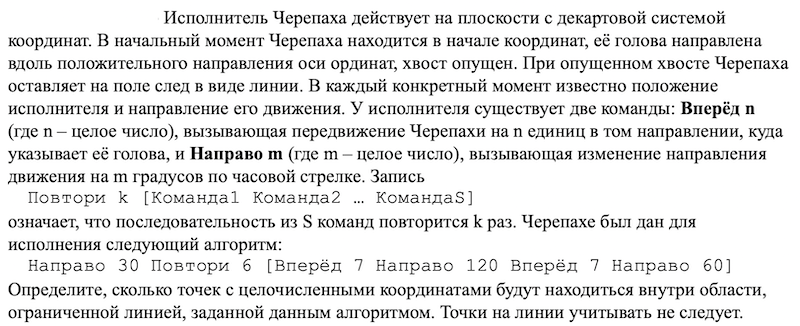 Исполнитель Черепаха действует на плоскости с декартовой системой
координат. В начальный момент Черепаха находится в начале координат, её голова направлена
вдоль положительного направления оси ординат, хвост опущен. При опущенном хвосте Черепаха
оставляет на поле след в виде линии. В каждый конкретный момент известно положение
исполнителя и направление его движения. У исполнителя существует две команды: Вперёд n
(где n – целое число), вызывающая передвижение Черепахи на n единиц в том направлении, куда
указывает её голова, и Направо m (где m – целое число), вызывающая изменение направления
движения на m градусов по часовой стрелке. Запись
Повтори k [Команда1 Команда2 … КомандаS]
означает, что последовательность из S команд повторится k раз. Черепахе был дан для
исполнения следующий алгоритм:
Направо 30 Повтори 6 [Вперёд 7 Направо 120 Вперёд 7 Направо 60]
Определите, сколько точек с целочисленными координатами будут находиться внутри области,
ограниченной линией, заданной данным алгоритмом. Точки на линии учитывать не следует.